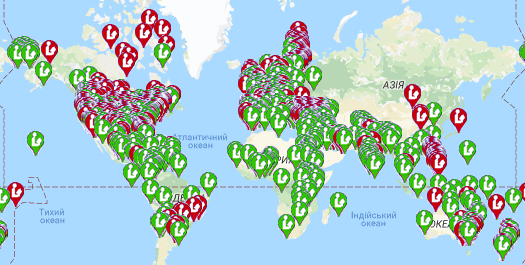 АЗІЯ
Атлантичний
океан
Тихий
океан
Індійський
океан